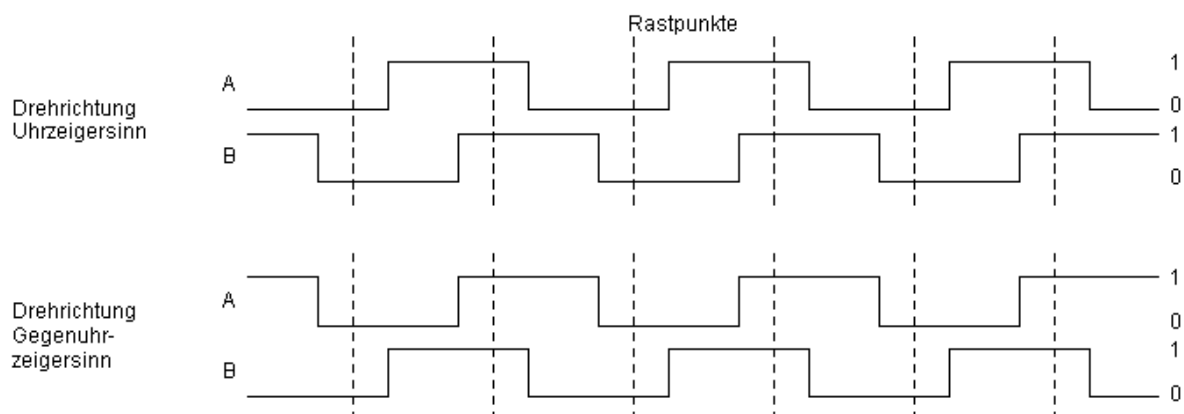 Rastpunkte
A
1
0
Drehrichtung
Uhrzeigersinn
B
1
0
A
1
0
Drehrichtung
Gegenuhr-
zeigersinn
B
1
0